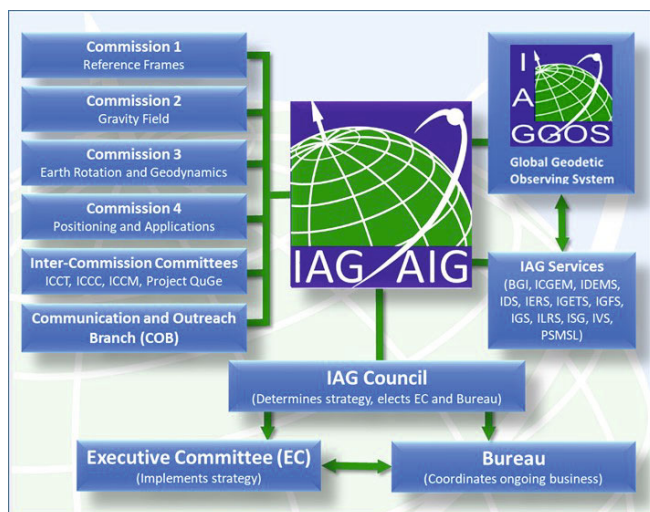 Commission 1
Reference Frames
Commission 2
Gravity Field
Commission 3
Earth Rotation and Geodynamics
Commission 4
Positioning and Applications
Inter-Commission Committees
ICCT, ICCC, ICCM, Project QuGe
Communication and Outreach
Branch (COB)
IAG AIG
I
A
GGOS
Global Geodetic
Observing System
IAG Services
(BGI, ICGEM, IDEMS,
IDS, IERS, IGETS, IGFS,
IGS, ILRS, ISG, IVS,
PSMSL)
IAG Council
(Determines strategy, elects EC and Bureau)
Executive Committee (EC)
(Implements strategy)
Bureau
(Coordinates ongoing business)